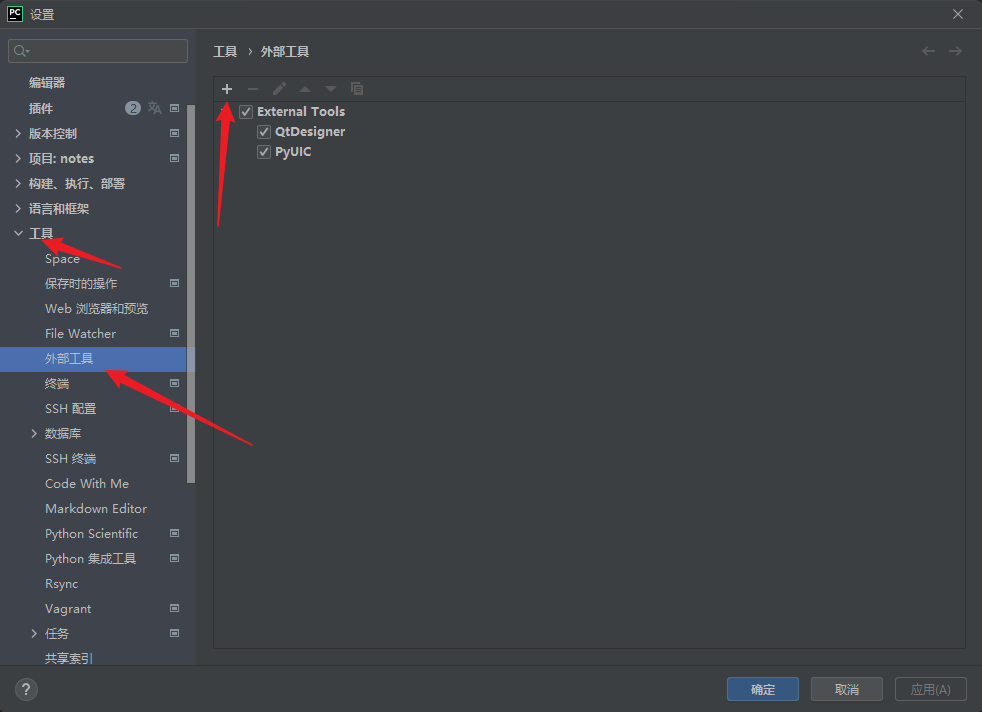 PC 设置
编辑器
插件 2
版本控制
项目: notes
构建、执行、部署
语言和框架
工具
Space
保存时的操作
Web 浏览器和预览
File Watcher
外部工具
终端
SSH 配置
数据库
SSH 终端
Code With Me
Markdown Editor
Python Scientific
Python 集成工具
Rsync
Vagrant
任务
共享索引
工具 › 外部工具
External Tools
QtDesigner
PyUIC
?
确定 取消 应用(A)